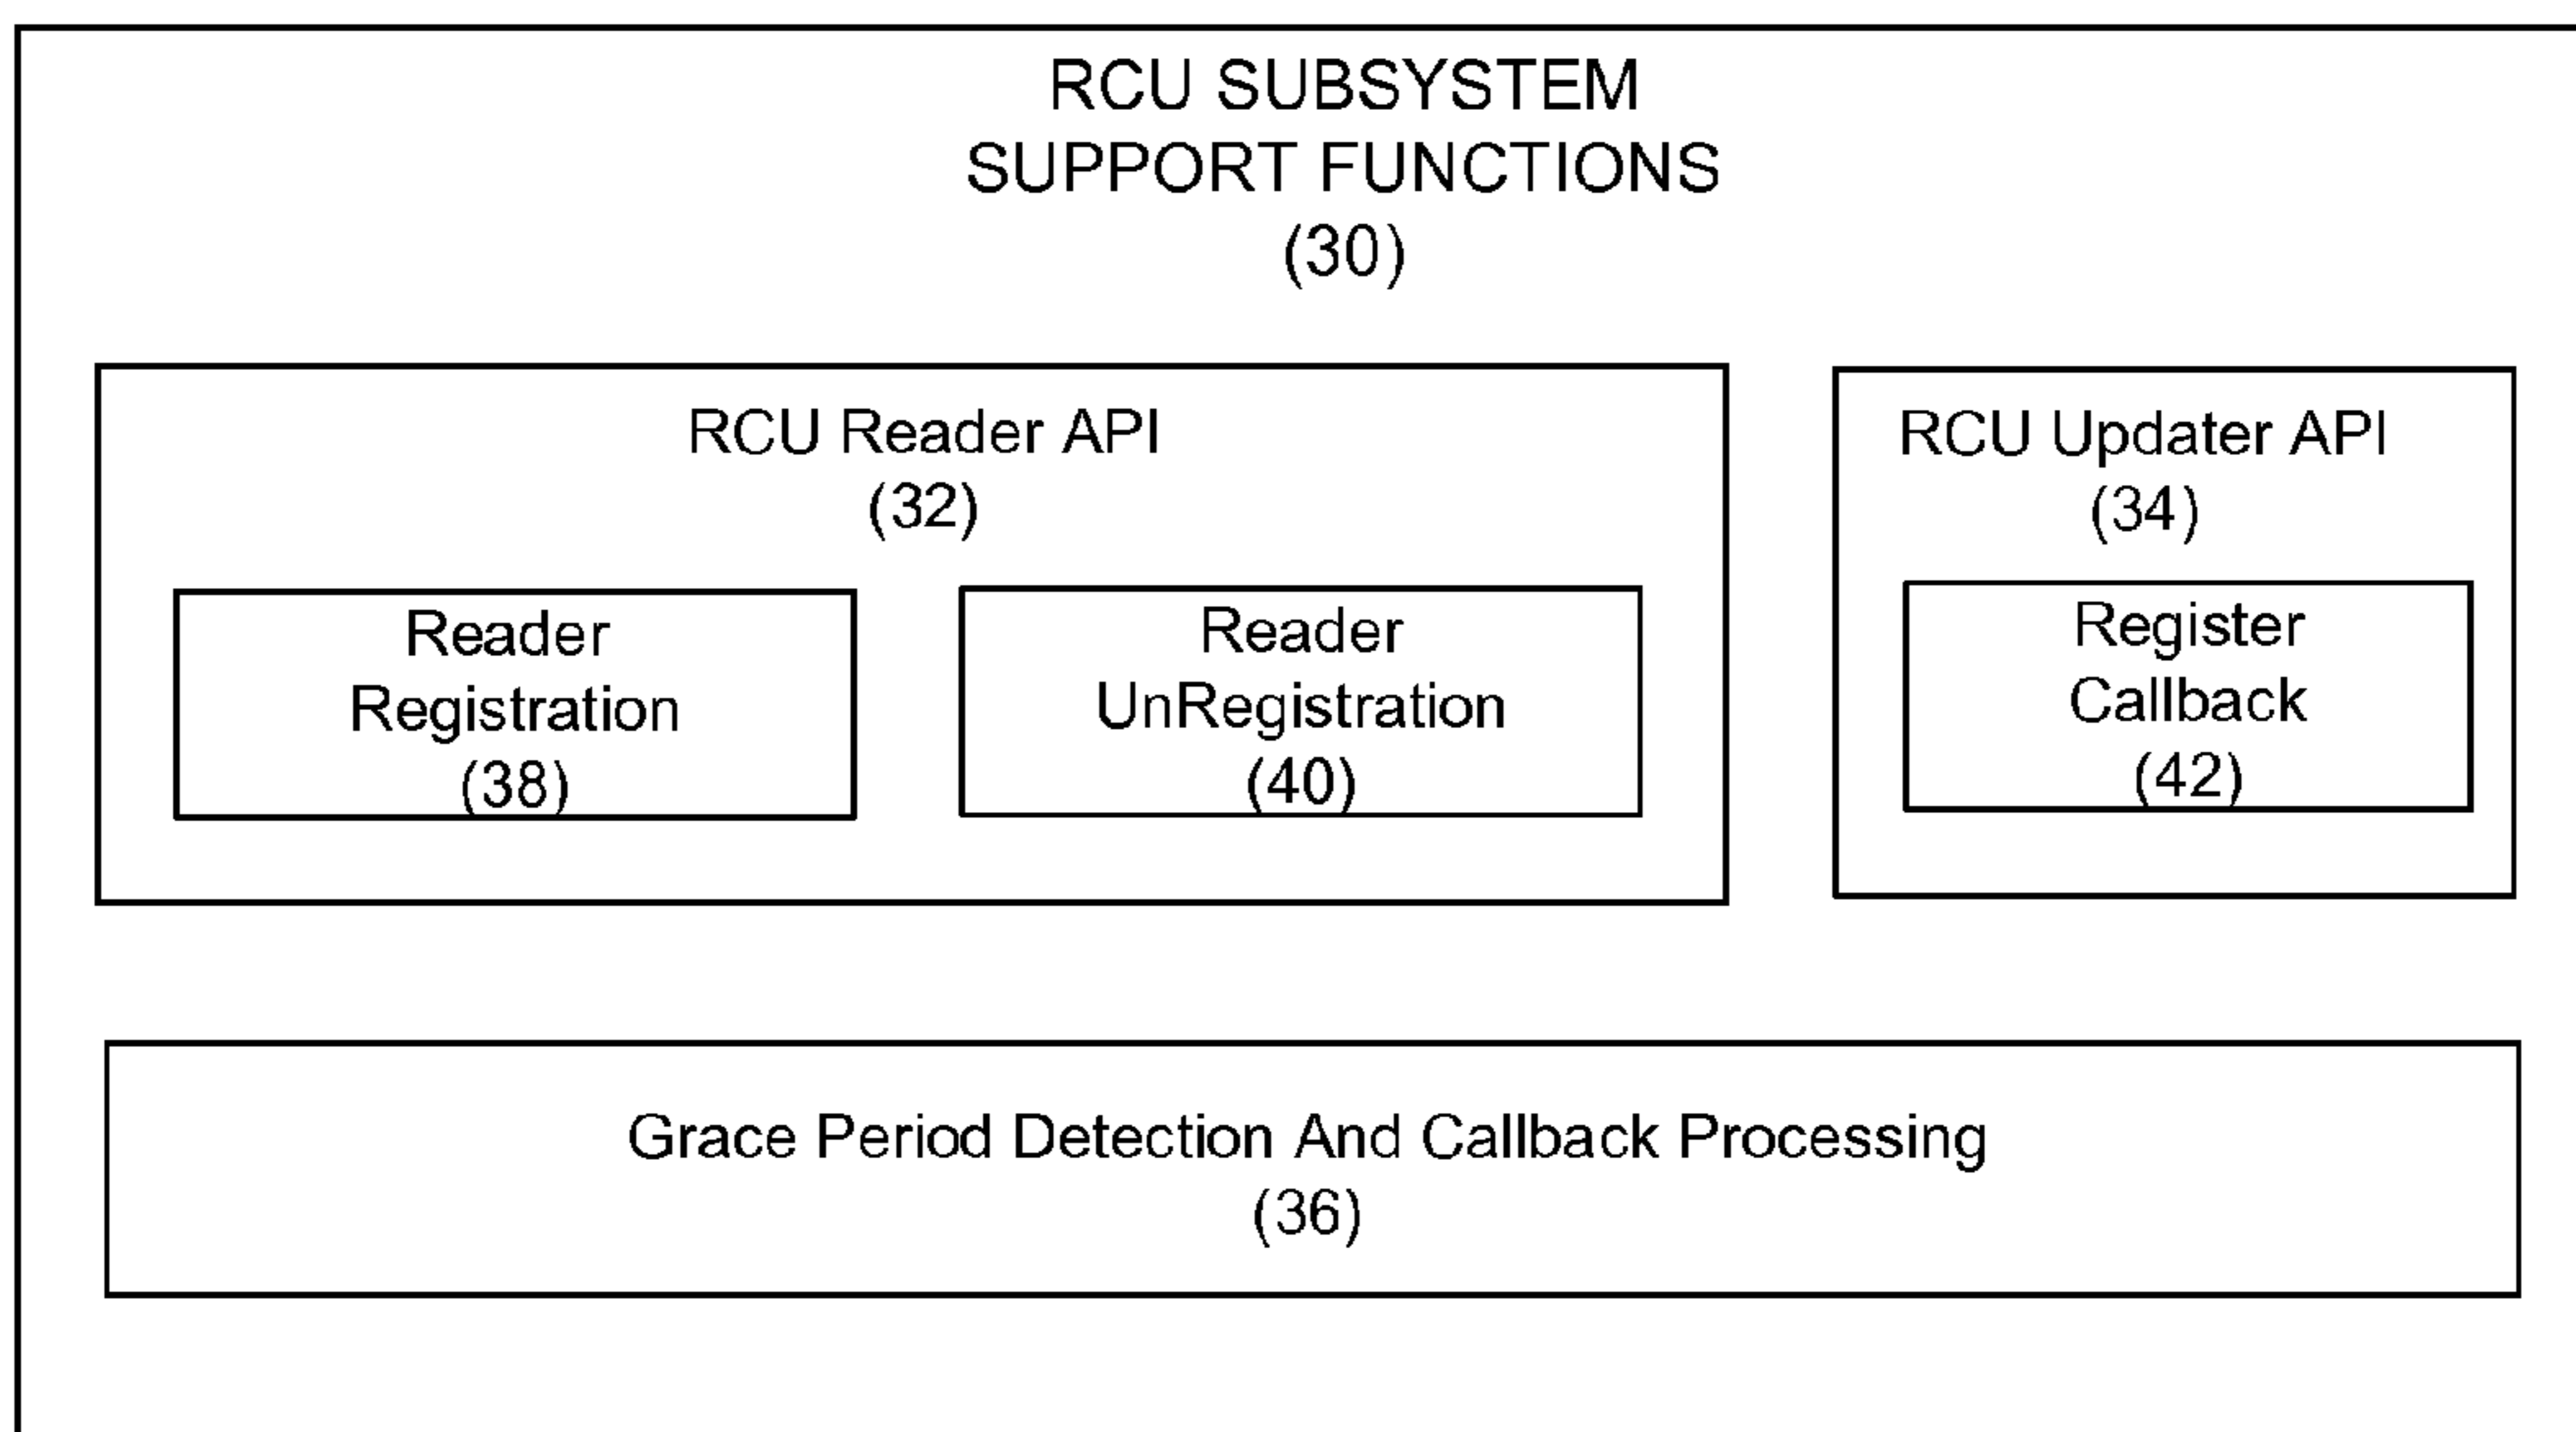 RCU SUBSYSTEM
SUPPORT FUNCTIONS
(30)
RCU Reader API
(32)
Reader
Registration
(38)
Reader
UnRegistration
(40)
RCU Updater API
(34)
Register
Callback
(42)
Grace Period Detection And Callback Processing
(36)